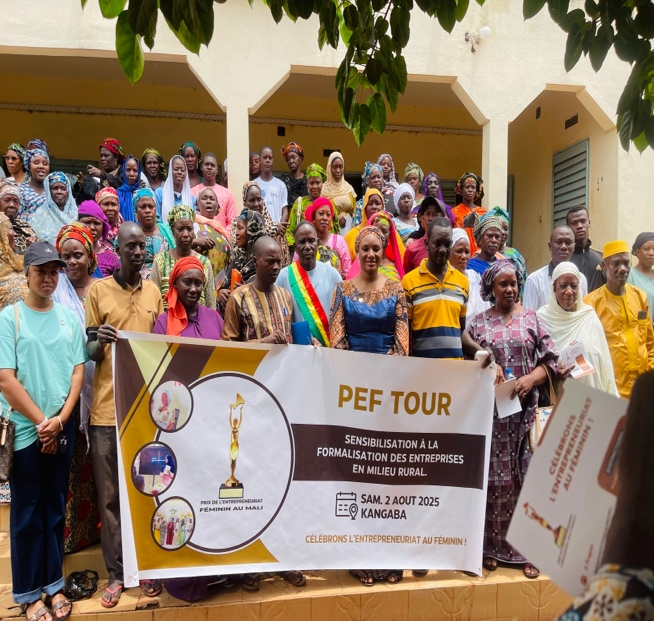 PEF TOUR
SENSIBILISATION À LA
FORMALISATION DES ENTREPRISES
EN MILIEU RURAL.
SAM. 2 AOUT 2025
KANGABA
PRIX DE L'ENTREPRENEURIAT
FÉMININ AU MALI
CÉLÉBRONS L'ENTREPRENEURIAT AU FÉMININ !
CÉLÉBRONS
L'ENTREPRENEURIAT
AU FÉMININ !